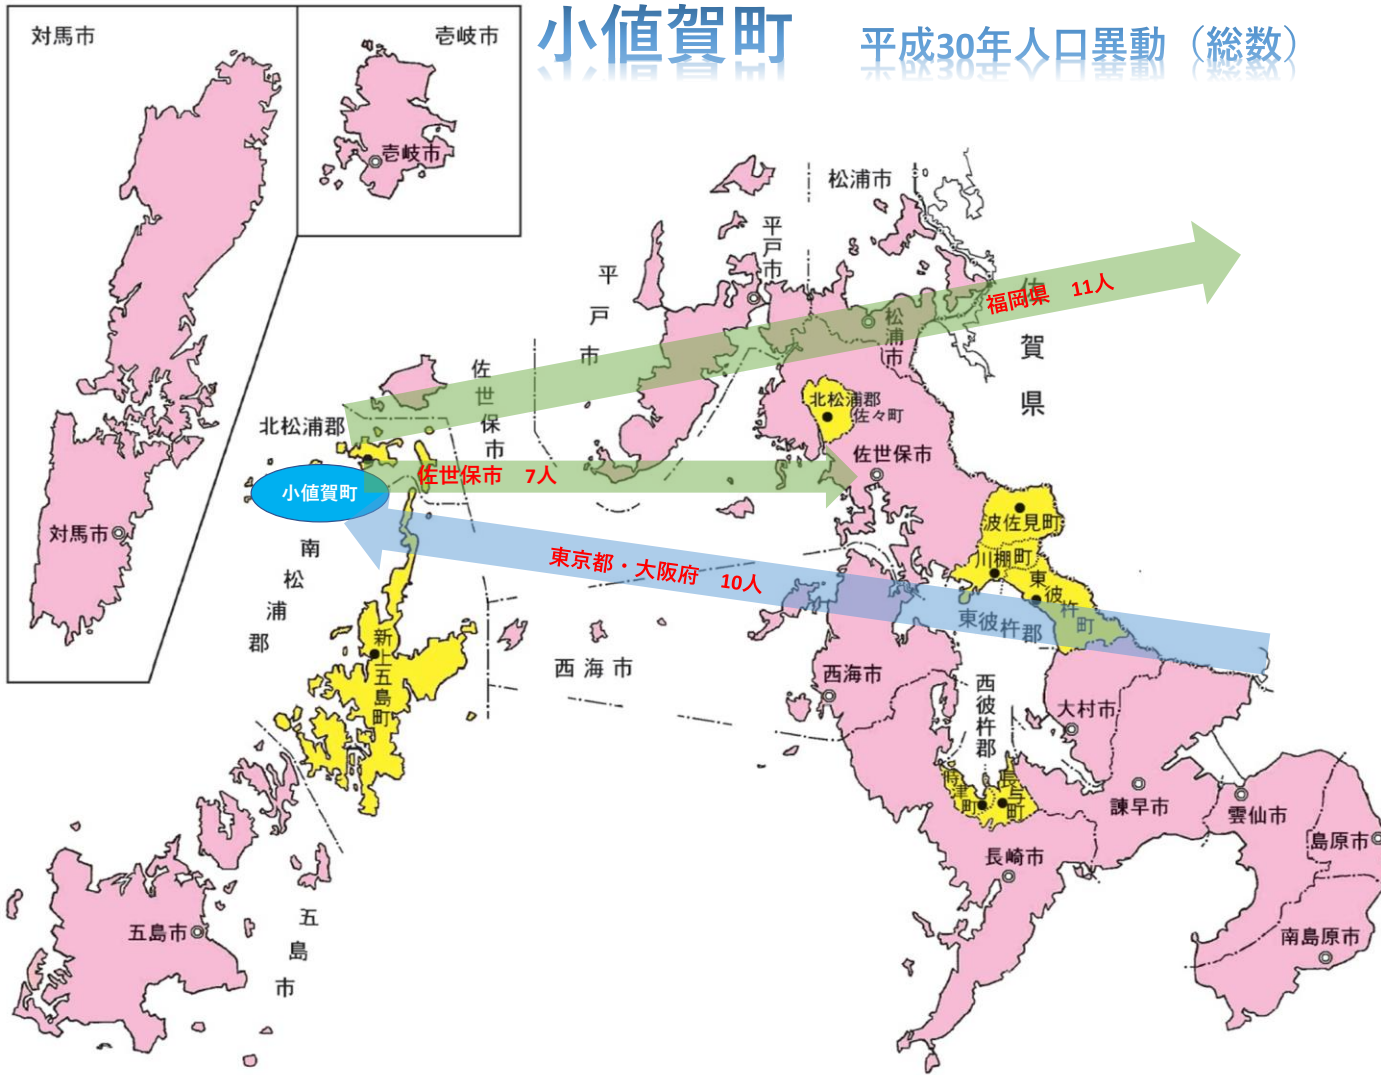 小値賀町 平成30年人口異動（総数）
対馬市
壱岐市
壱岐市
対馬市
松浦市
平戸市
平戸市
佐賀県
福岡県 11人
松浦市
佐世保市
北松浦郡
北松浦郡
佐々町
佐世保市
佐世保市 7人
小値賀町
波佐見町
川棚町
東彼杵町
東彼杵郡
東京都・大阪府 10人
南松浦郡
新上五島町
西海市
西海市
西彼杵郡
大村市
時津町
長与町
諫早市
雲仙市
島原市
長崎市
南島原市
五島市
五島市